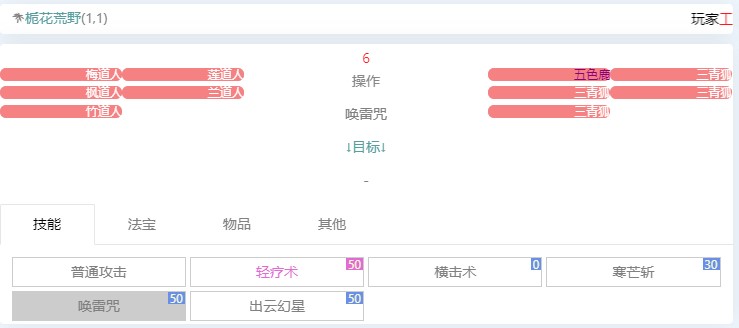 栀花荒野(1,1) 玩家工
6
梅道人 莲道人 操作 五色鹿 三青狐
枫道人 兰道人 三青狐 三青狐
竹道人 唤雷咒 三青狐
↓目标↓
-
技能 法宝 物品 其他
普通攻击 轻疗术 50 横击术 0 寒芒斩 30
唤雷咒 50 出云幻星